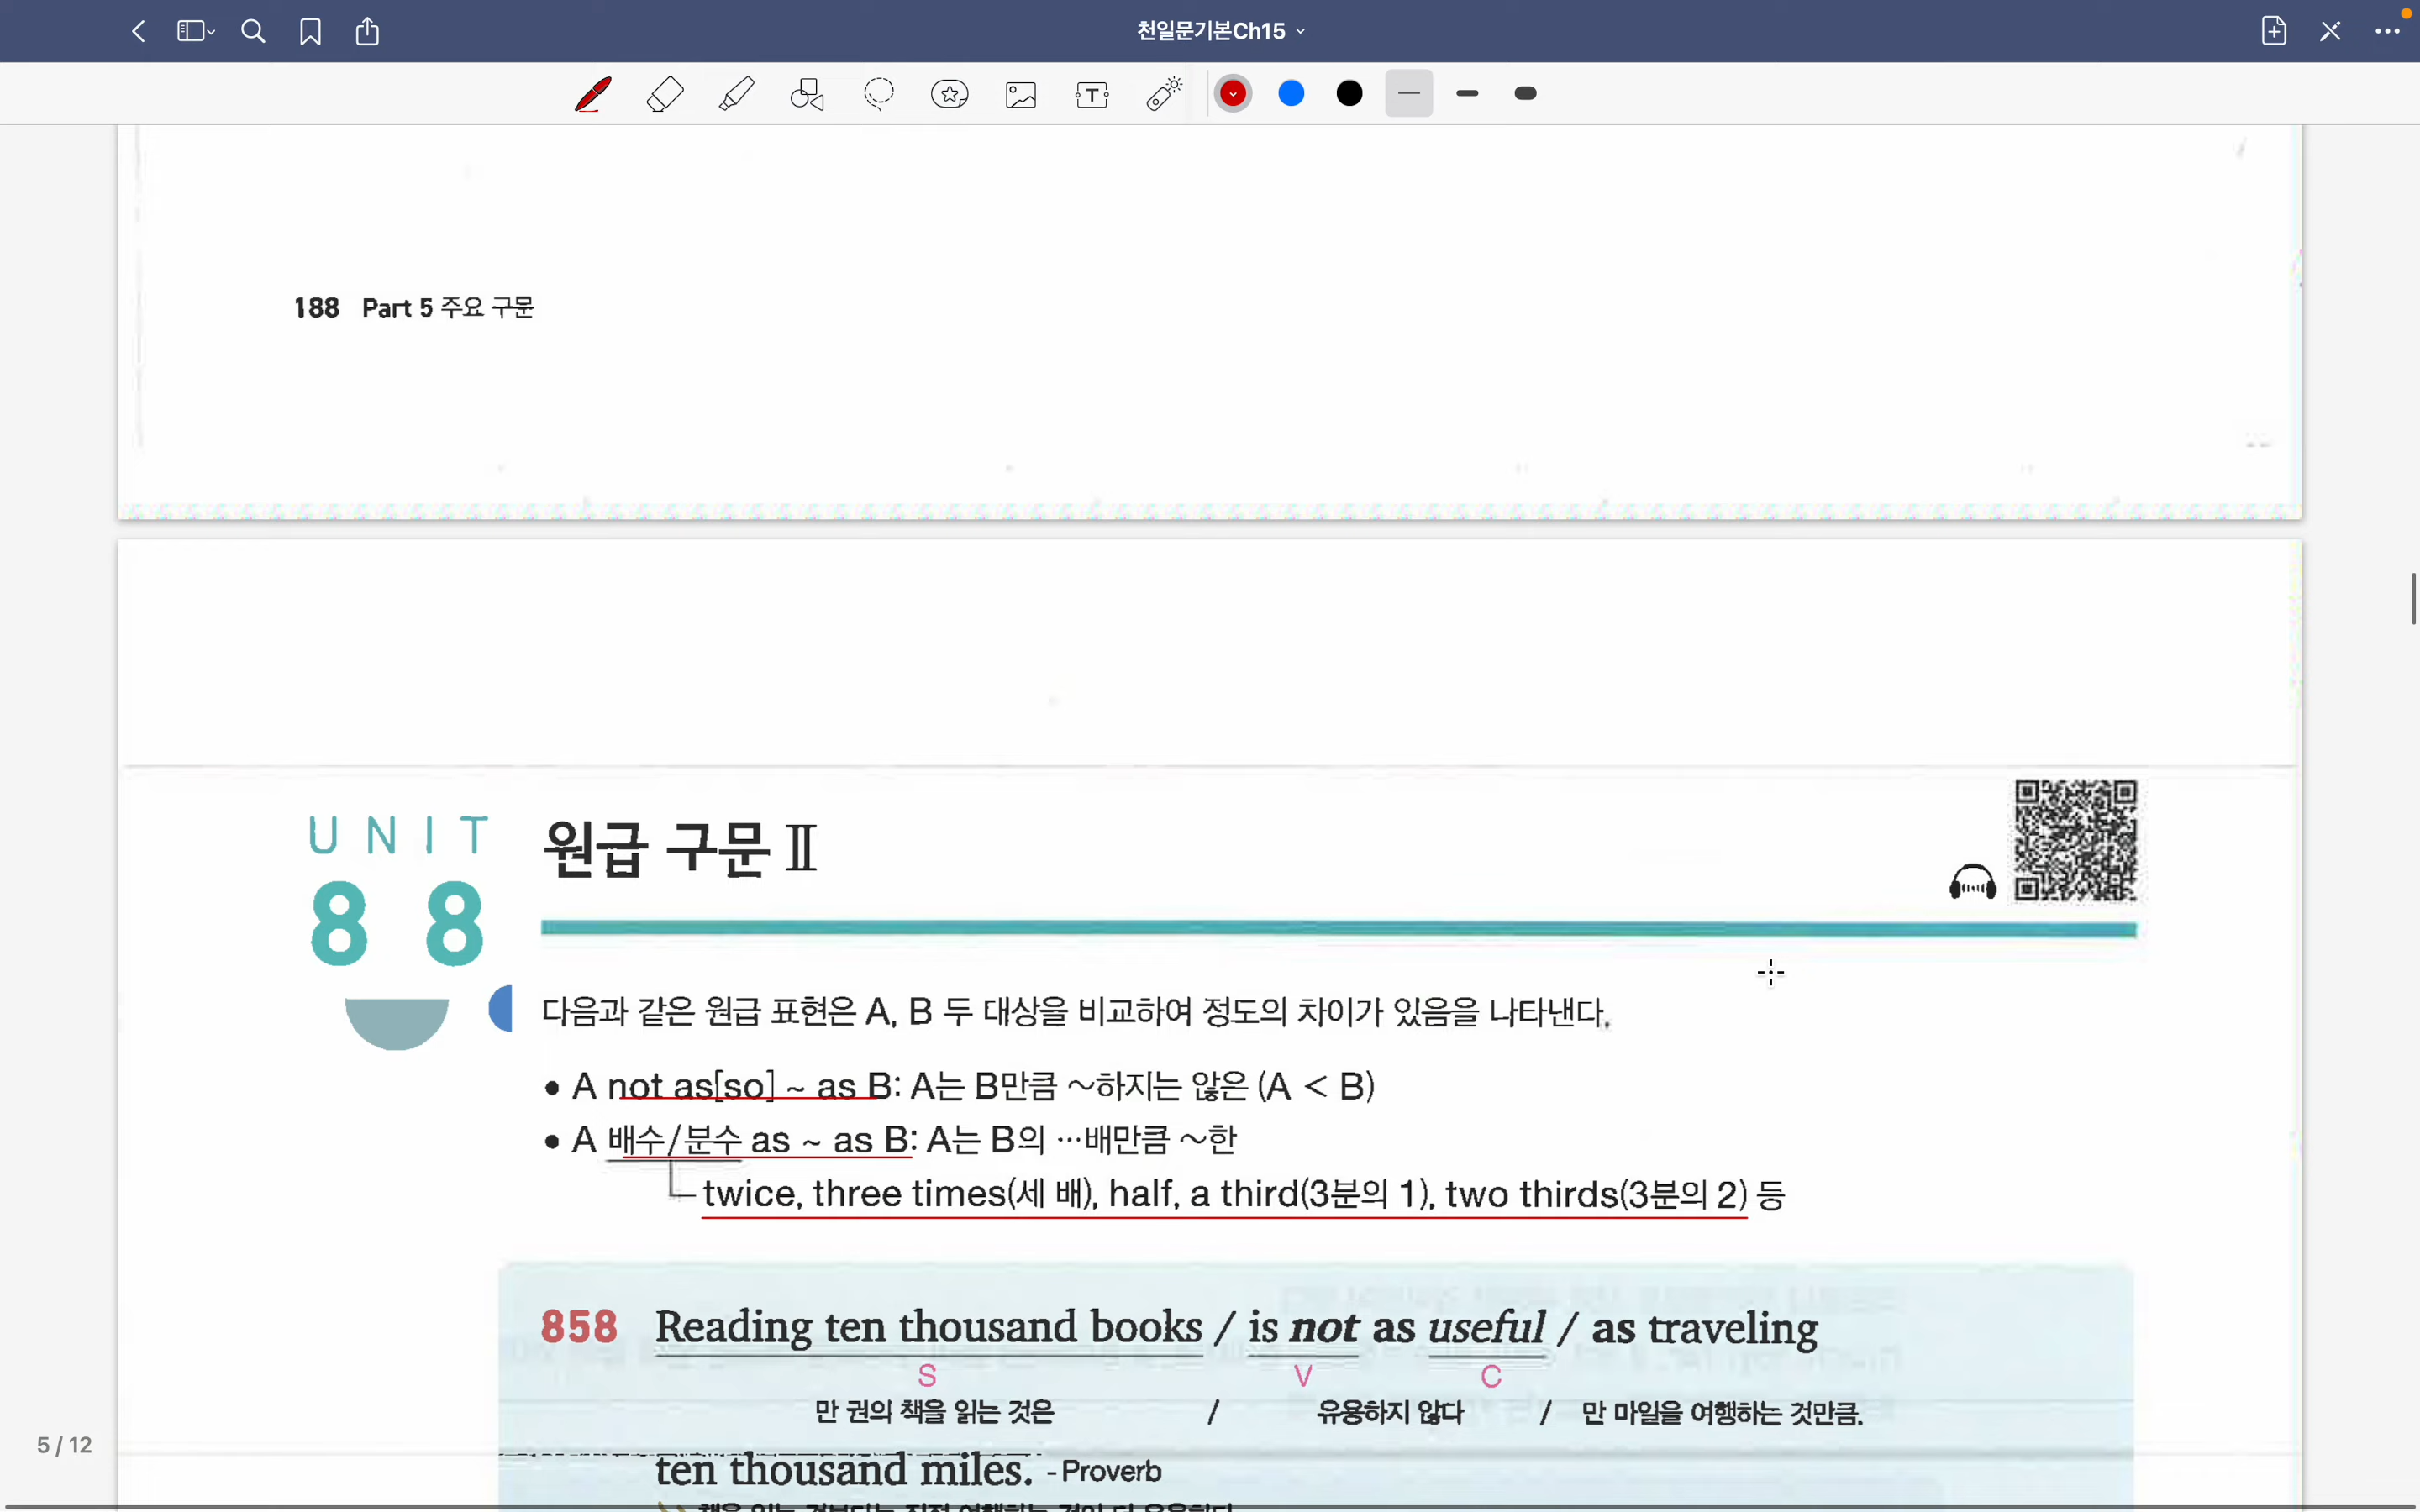 천일문기본Ch15
188 Part 5 주요 구문
UNIT
88
원급 구문 Ⅱ
다음과 같은 원급 표현은 A, B 두 대상을 비교하여 정도의 차이가 있음을 나타낸다.
• A not as[so] ~ as B: A는 B만큼 ~하지는 않은 (A < B)
• A 배수/분수 as ~ as B: A는 B의 …배만큼 ~한
twice, three times(세 배), half, a third(3분의 1), two thirds(3분의 2) 등
858 Reading ten thousand books / is not as useful / as traveling
S V C
만 권의 책을 읽는 것은 / 유용하지 않다 / 만 마일을 여행하는 것만큼.
5 / 12
ten thousand miles. - Proverb